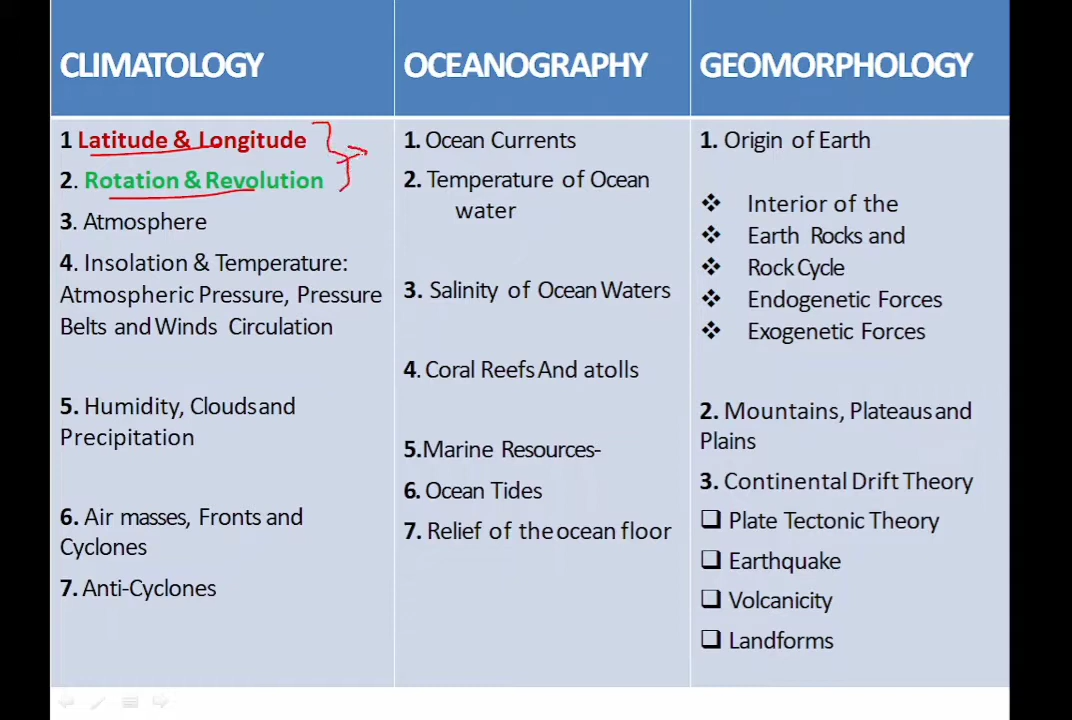 CLIMATOLOGY
1 Latitude & Longitude
2. Rotation & Revolution
3. Atmosphere
4. Insolation & Temperature:
Atmospheric Pressure, Pressure
Belts and Winds Circulation
5. Humidity, Clouds and
Precipitation
6. Air masses, Fronts and
Cyclones
7. Anti-Cyclones
OCEANOGRAPHY
1. Ocean Currents
2. Temperature of Ocean
water
3. Salinity of Ocean Waters
4. Coral Reefs And atolls
5.Marine Resources-
6. Ocean Tides
7. Relief of the ocean floor
GEOMORPHOLOGY
1. Origin of Earth
❖ Interior of the
❖ Earth Rocks and
❖ Rock Cycle
❖ Endogenetic Forces
❖ Exogenetic Forces
2. Mountains, Plateaus and
Plains
3. Continental Drift Theory
❑ Plate Tectonic Theory
❑ Earthquake
❑ Volcanicity
❑ Landforms